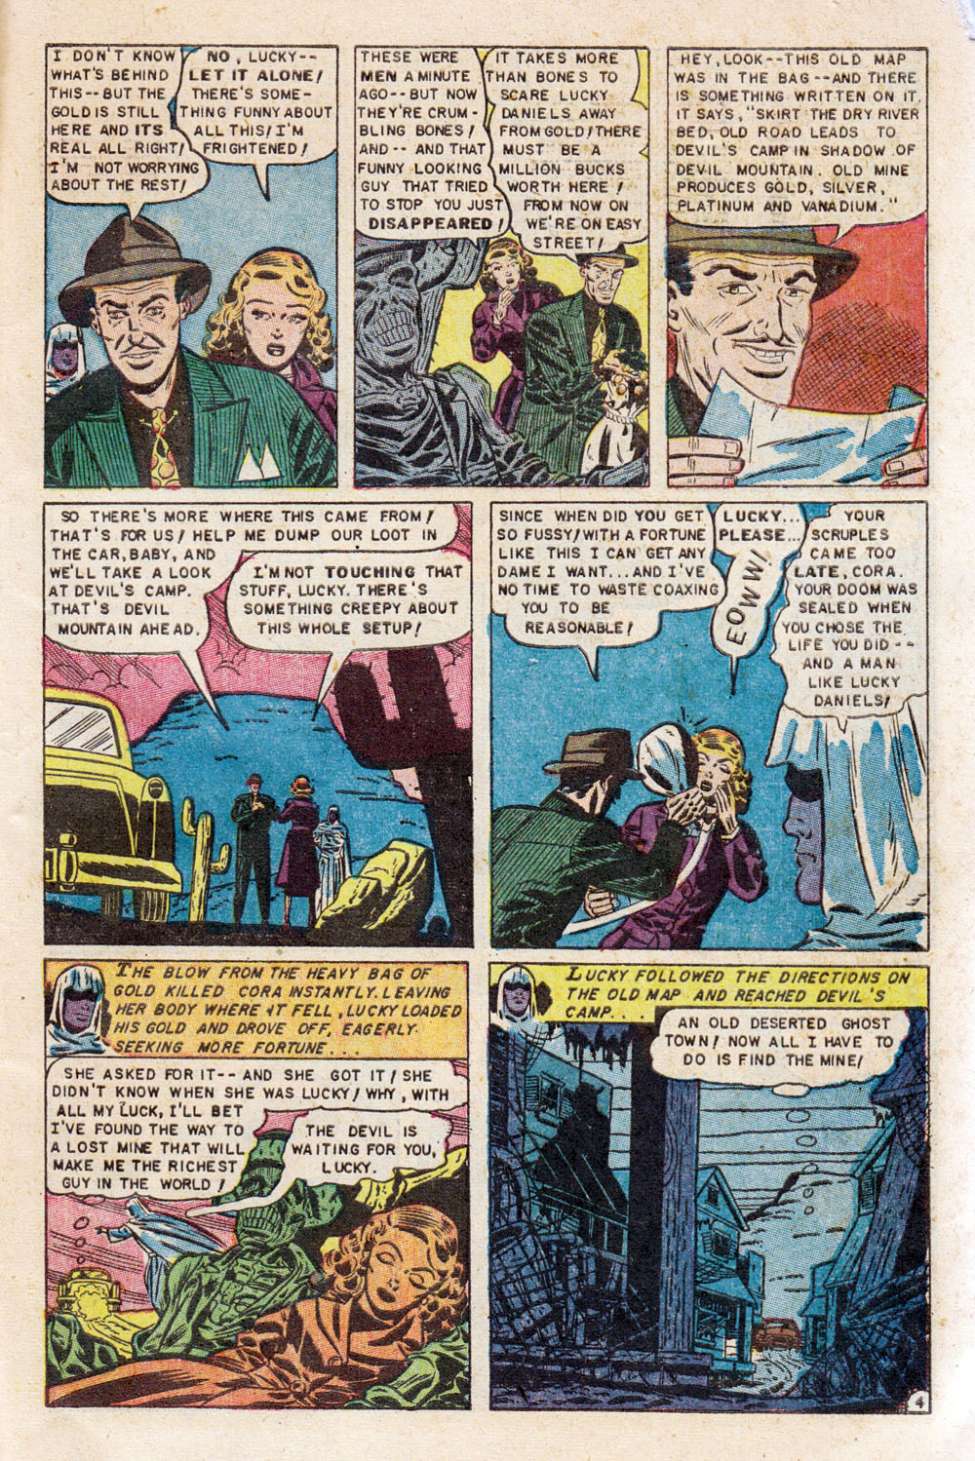 I DON'T KNOW
WHAT'S BEHIND
THIS--BUT THE
GOLD IS STILL
HERE AND ITS
REAL ALL RIGHT!
I'M NOT WORRYING
ABOUT THE REST!
NO, LUCKY--
LET IT ALONE!
THERE'S SOME-
THING FUNNY ABOUT
ALL THIS! I'M
FRIGHTENED!
THESE WERE
MEN A MINUTE
AGO--BUT NOW
THEY'RE CRUM-
BLING BONES!
AND--AND THAT
FUNNY LOOKING
GUY THAT TRIED
TO STOP YOU JUST
DISAPPEARED!
IT TAKES MORE
THAN BONES TO
SCARE LUCKY
DANIELS AWAY
FROM GOLD! THERE
MUST BE A
MILLION BUCKS
WORTH HERE!
FROM NOW ON
WE'RE ON EASY
STREET!
HEY, LOOK--THIS OLD MAP
WAS IN THE BAG--AND THERE
IS SOMETHING WRITTEN ON IT.
IT SAYS, "SKIRT THE DRY RIVER
BED, OLD ROAD LEADS TO
DEVIL'S CAMP IN SHADOW OF
DEVIL MOUNTAIN. OLD MINE
PRODUCES GOLD, SILVER,
PLATINUM AND VANADIUM."
SO THERE'S MORE WHERE THIS CAME FROM!
THAT'S FOR US! HELP ME DUMP OUR LOOT IN
THE CAR, BABY, AND
WE'LL TAKE A LOOK
AT DEVIL'S CAMP.
THAT'S DEVIL
MOUNTAIN AHEAD.
I'M NOT TOUCHING THAT
STUFF, LUCKY. THERE'S
SOMETHING CREEPY ABOUT
THIS WHOLE SETUP!
SINCE WHEN DID YOU GET
SO FUSSY! WITH A FORTUNE
LIKE THIS I CAN GET ANY
DAME I WANT...AND I'VE
NO TIME TO WASTE COAXING
YOU TO BE
REASONABLE!
LUCKY...
PLEASE...
EOWW!
YOUR
SCRUPLES
CAME TOO
LATE, CORA.
YOUR DOOM WAS
SEALED WHEN
YOU CHOSE THE
LIFE YOU DID--
AND A MAN
LIKE LUCKY
DANIELS!
THE BLOW FROM THE HEAVY BAG OF
GOLD KILLED CORA INSTANTLY. LEAVING
HER BODY WHERE IT FELL, LUCKY LOADED
HIS GOLD AND DROVE OFF, EAGERLY
SEEKING MORE FORTUNE...
SHE ASKED FOR IT--AND SHE GOT IT! SHE
DIDN'T KNOW WHEN SHE WAS LUCKY! WHY, WITH
ALL MY LUCK, I'LL BET
I'VE FOUND THE WAY TO
A LOST MINE THAT WILL
MAKE ME THE RICHEST
GUY IN THE WORLD!
THE DEVIL IS
WAITING FOR YOU,
LUCKY.
LUCKY FOLLOWED THE DIRECTIONS ON
THE OLD MAP AND REACHED DEVIL'S
CAMP...
AN OLD DESERTED GHOST
TOWN! NOW ALL I HAVE TO
DO IS FIND THE MINE!
4